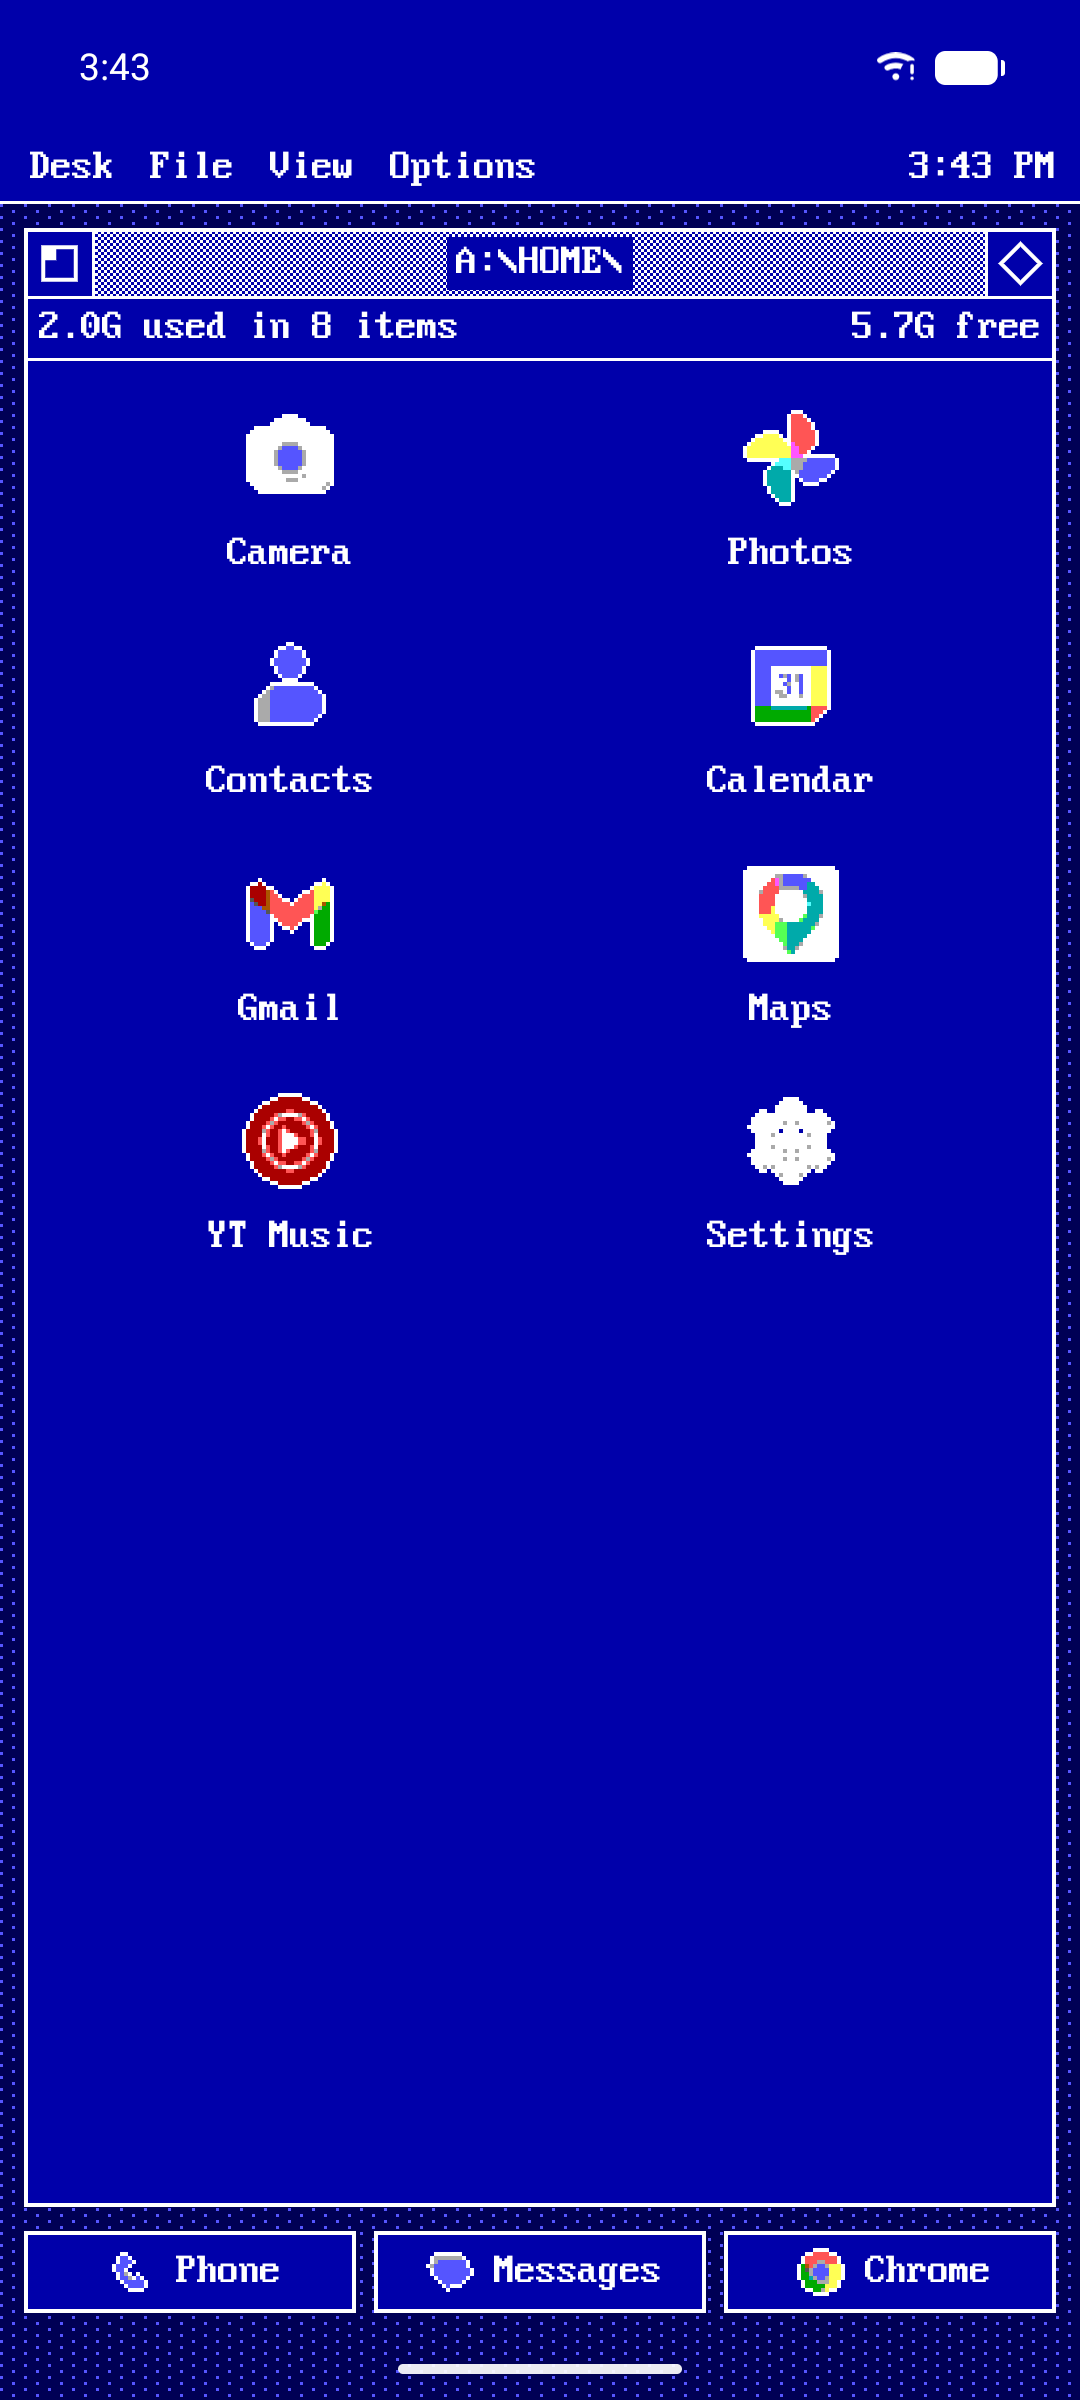 3:43
Desk File View Options 3:43 PM
A:\HOME\
2.0G used in 8 items 5.7G free
Camera Photos
31
Contacts Calendar
Gmail Maps
YT Music Settings
Phone Messages Chrome